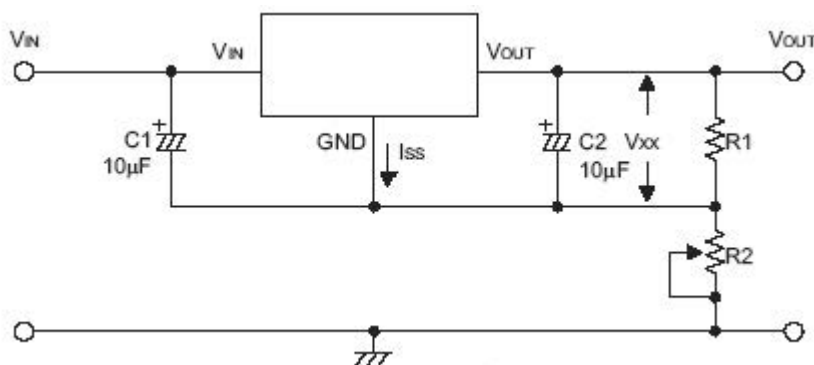 VIN
VIN
VOUT
VOUT
C1
10µF
GND
Iss
C2
10µF
Vxx
R1
R2